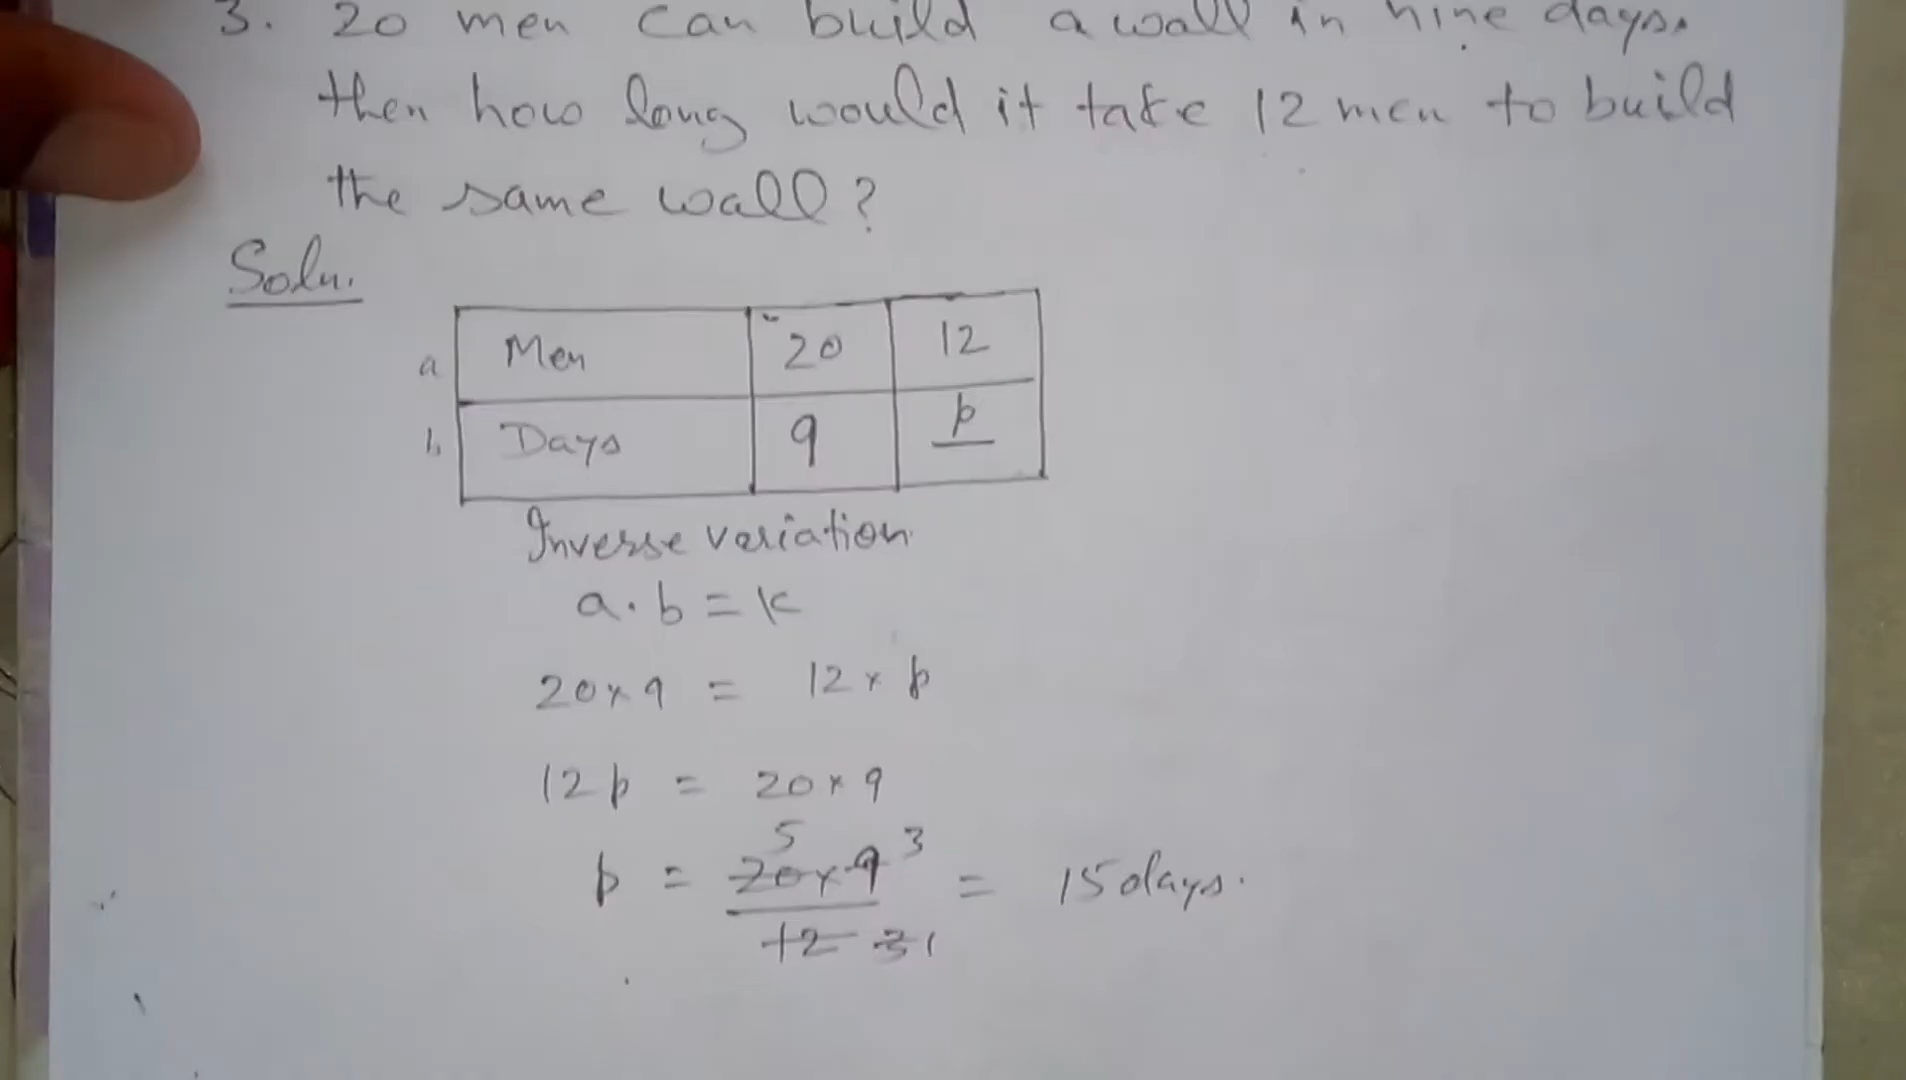 3. 20 men can build a wall in nine days.
then how long would it take 12 men to build
the same wall?
Soln.
a Men 20 12
b Days 9 p
Inverse variation
a . b = k
20 x 9 = 12 x p
12 p = 20 x 9
5 3
p = 20 x 9 = 15 days.
12 3 1